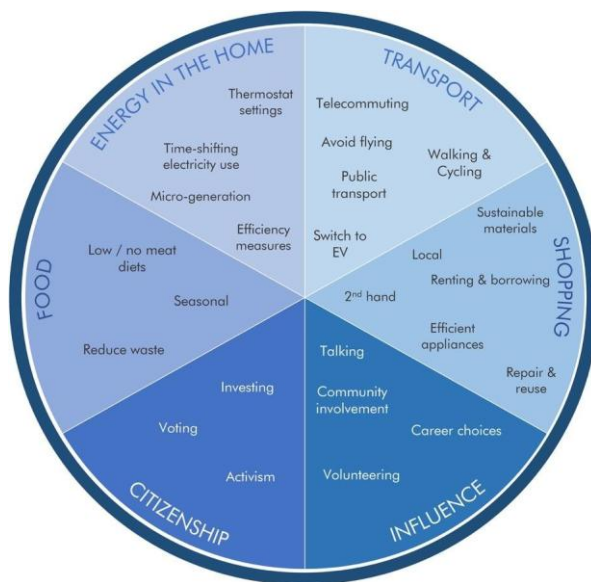 ENERGY IN THE HOME
Thermostat
settings
Time-shifting
electricity use
Micro-generation
Efficiency
measures
TRANSPORT
Telecommuting
Avoid flying
Walking &
Cycling
Public
transport
Switch to
EV
SHOPPING
Sustainable
materials
Local
Renting & borrowing
2nd hand
Efficient
appliances
Repair &
reuse
INFLUENCE
Talking
Community
involvement
Career choices
Volunteering
CITIZENSHIP
Investing
Voting
Activism
FOOD
Low / no meat
diets
Seasonal
Reduce waste